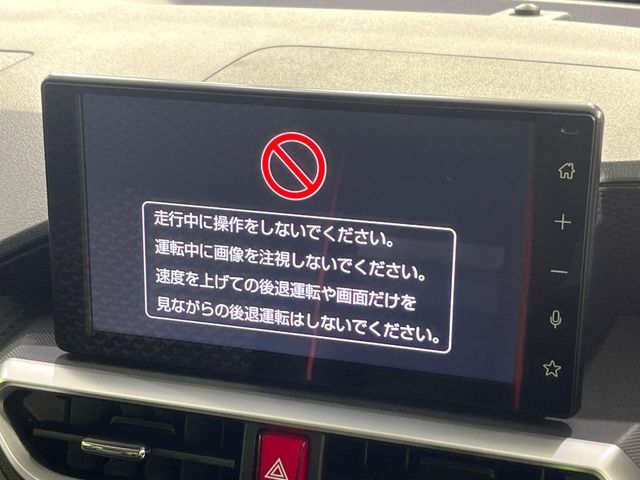 走行中に操作をしないでください。
運転中に画像を注視しないでください。
速度を上げての後退運転や画面だけを
見ながらの後退運転はしないでください。